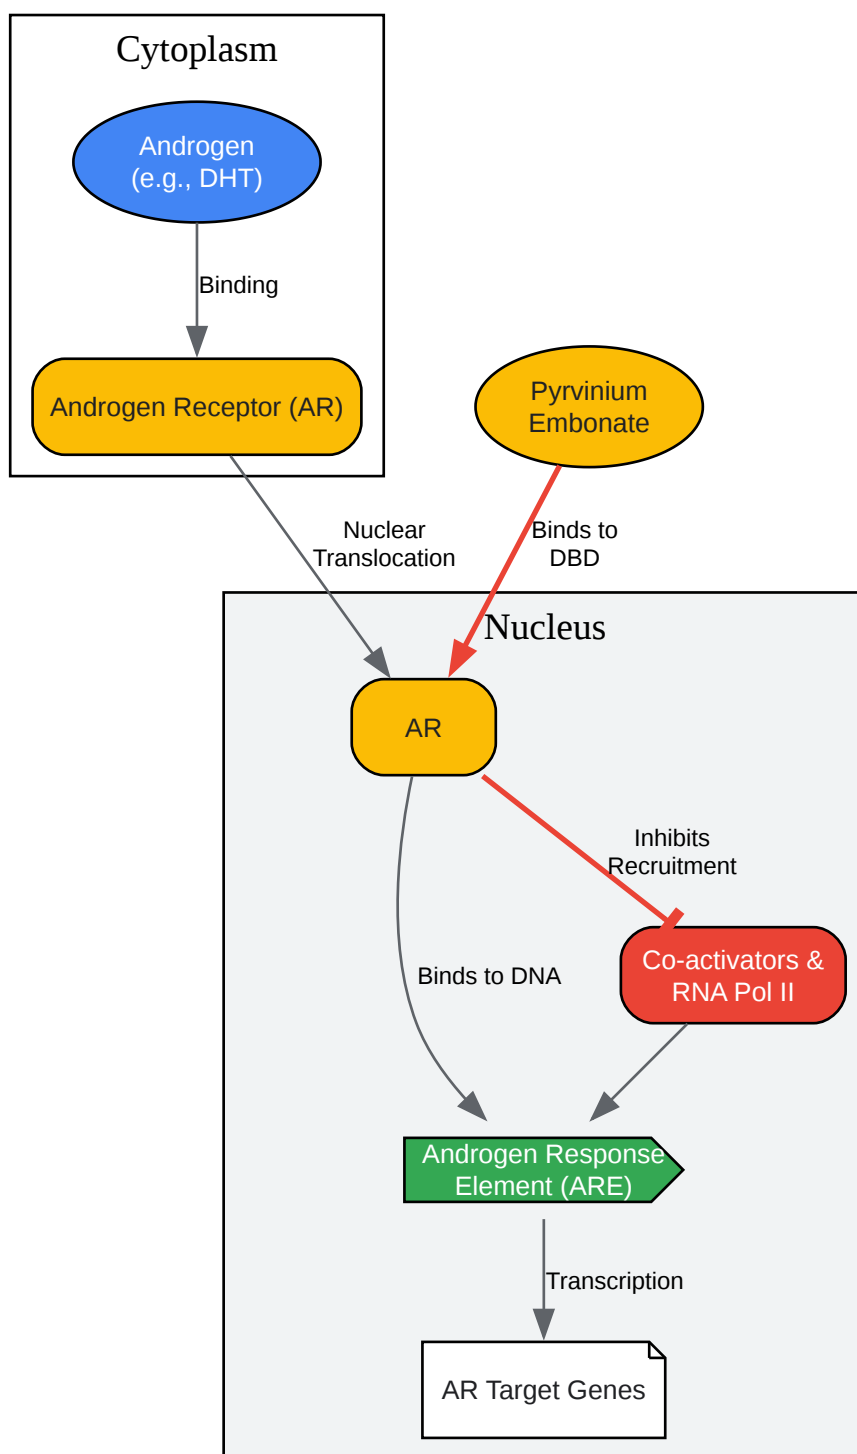 Cytoplasm
Androgen
(e.g., DHT)
Binding
Androgen Receptor (AR)
Pyrvinium
Embonate
Nuclear
Translocation
Binds to
DBD
Nucleus
AR
Inhibits
Recruitment
Co-activators &
RNA Pol II
Binds to DNA
Androgen Response
Element (ARE)
Transcription
AR Target Genes